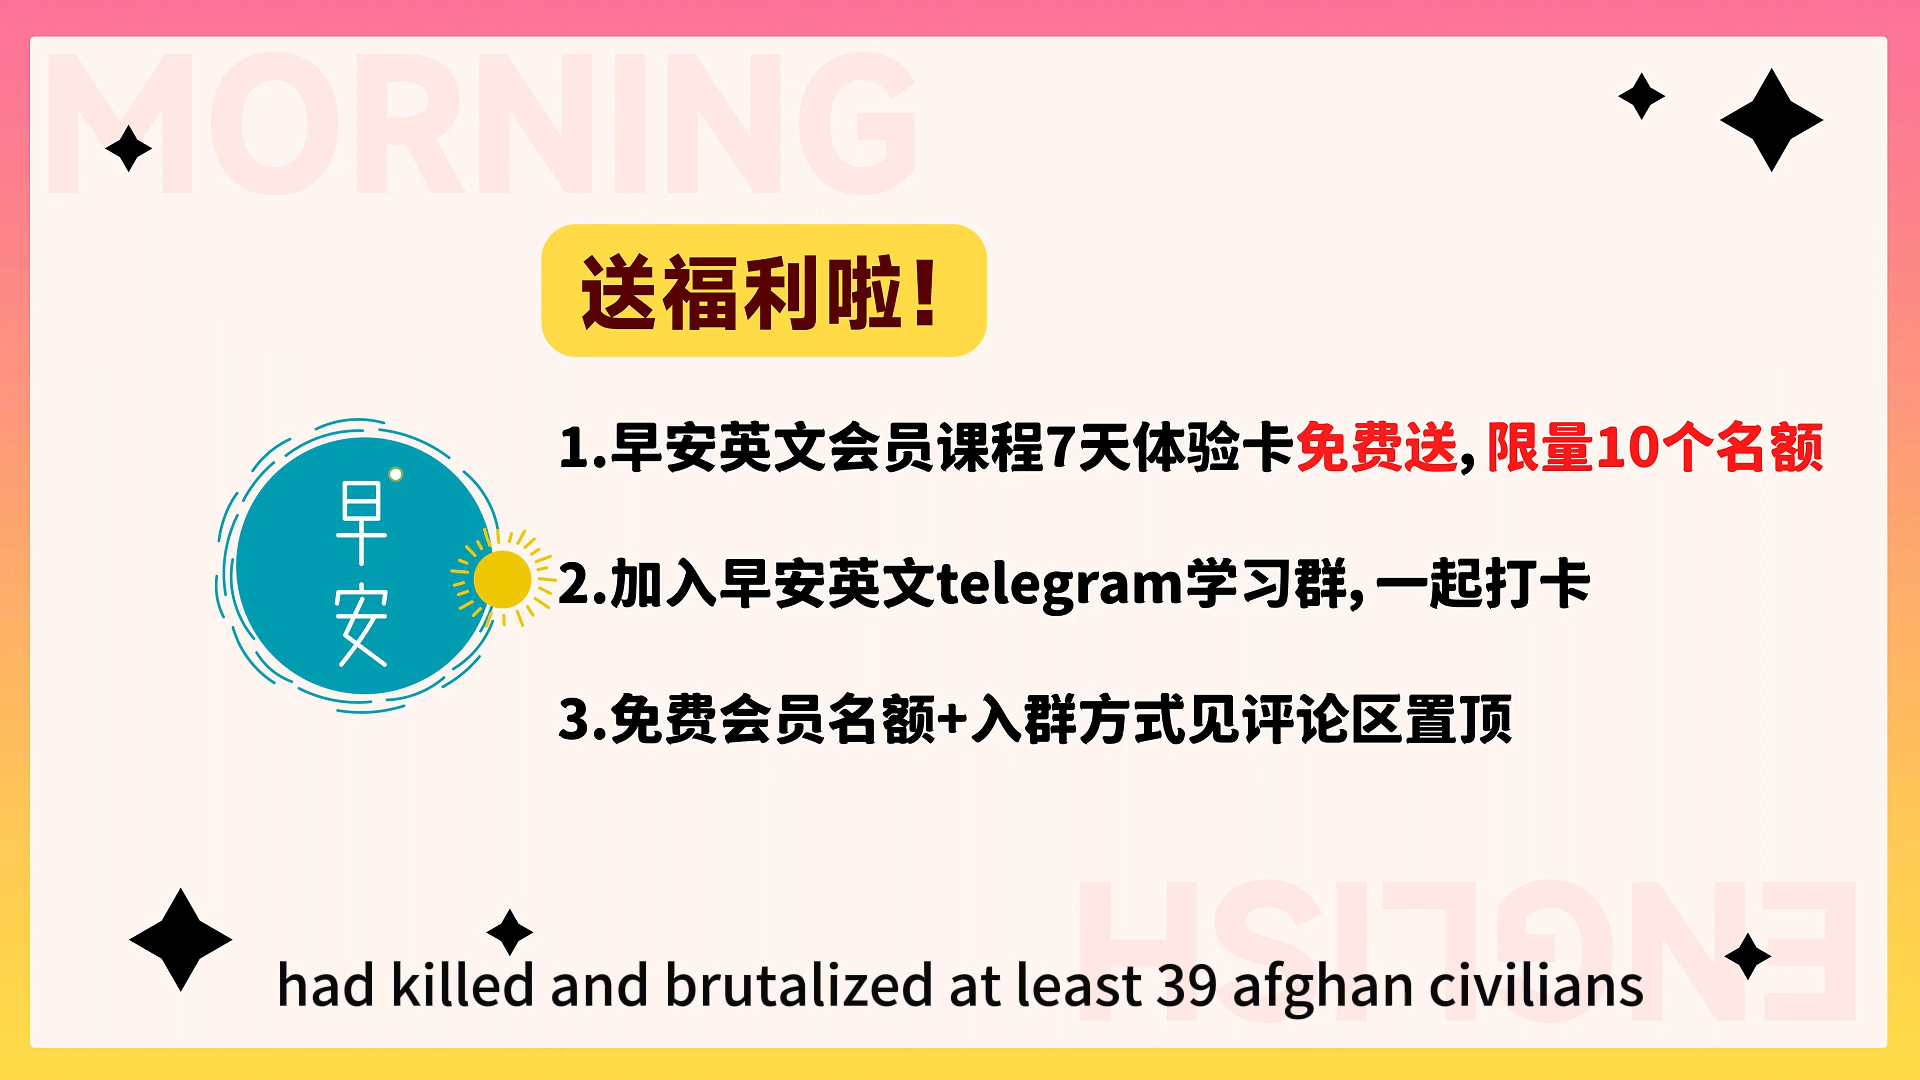 MORNING
送福利啦!
早安
1.早安英文会员课程7天体验卡免费送,限量10个名额
2.加入早安英文telegram学习群,一起打卡
3.免费会员名额+入群方式见评论区置顶
ENGLISH
had killed and brutalized at least 39 afghan civilians